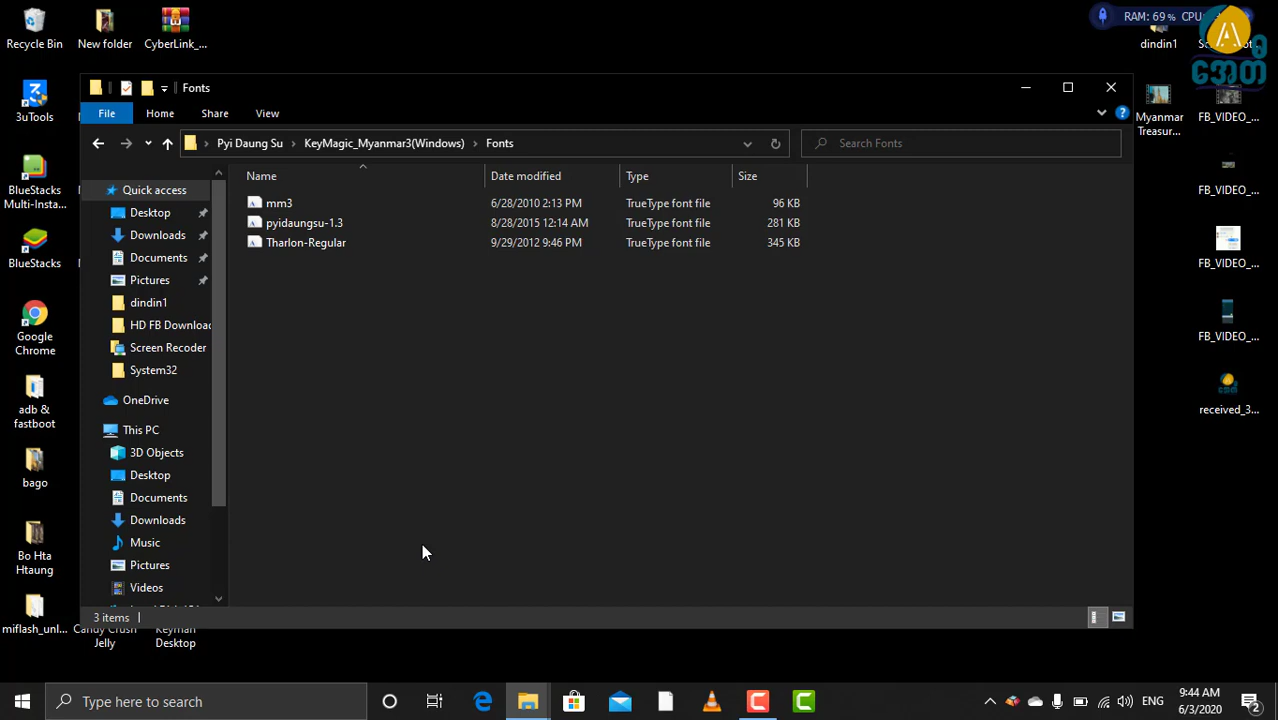 Recycle Bin
New folder
CyberLink_...
RAM: 69 %
CPU
dindin1
A
အေတီ
Fonts
File
Home
Share
View
?
Pyi Daung Su
KeyMagic_Myanmar3(Windows)
Fonts
Search Fonts
Name
Date modified
Type
Size
mm3
6/28/2010 2:13 PM
TrueType font file
96 KB
pyidaungsu-1.3
8/28/2015 12:14 AM
TrueType font file
281 KB
Tharlon-Regular
9/29/2012 9:46 PM
TrueType font file
345 KB
Quick access
Desktop
Downloads
Documents
Pictures
dindin1
HD FB Downloac
Screen Recoder
System32
OneDrive
This PC
3D Objects
Desktop
Documents
Downloads
Music
Pictures
Videos
3 items
3uTools
BlueStacks
Multi-Insta...
BlueStacks
Google
Chrome
adb &
fastboot
bago
Bo Hta
Htaung
miflash_unl...
Candy Crush
Jelly
Keyman
Desktop
Myanmar
Treasur...
FB_VIDEO_...
FB_VIDEO_...
FB_VIDEO_...
FB_VIDEO_...
received_3...
Type here to search
ENG
9:44 AM
6/3/2020
2